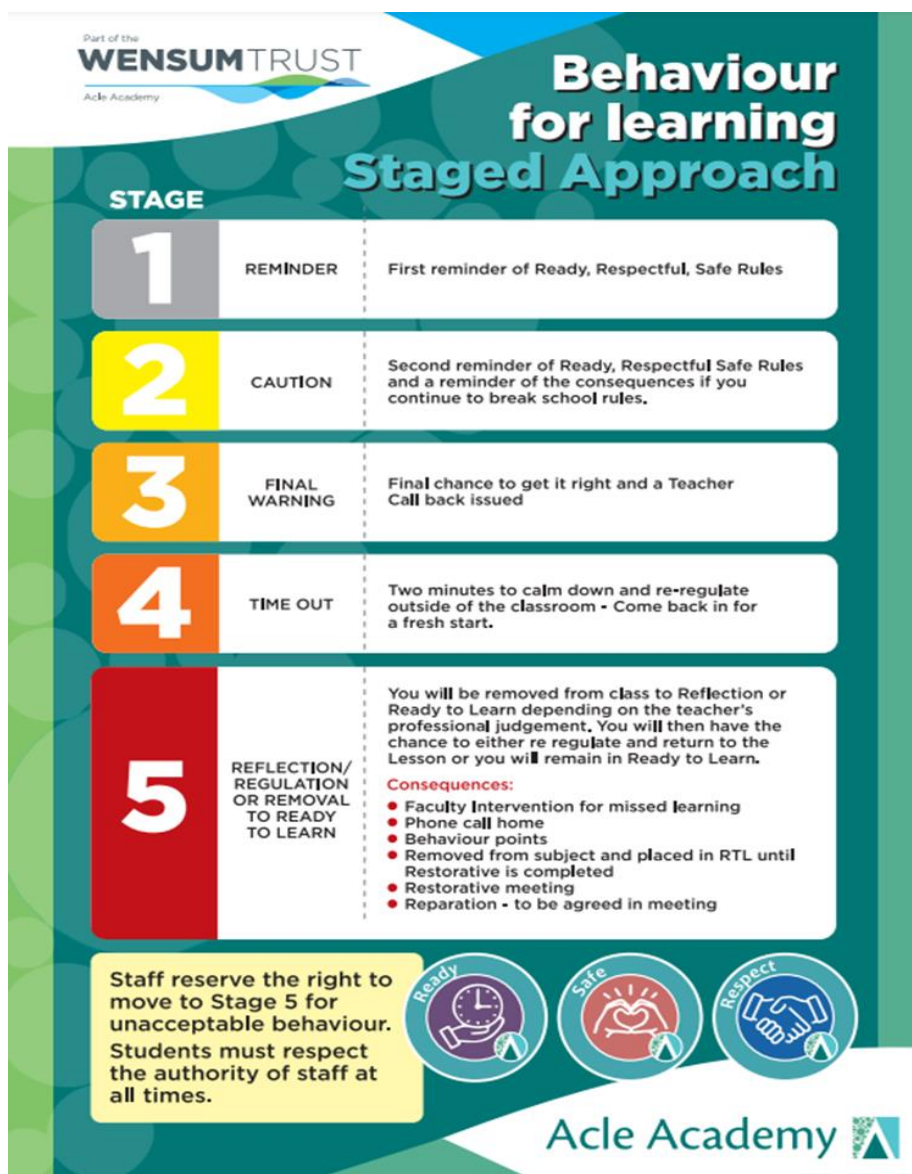 Part of the
WENSUMTRUST
Acle Academy
Behaviour
for learning
Staged Approach
STAGE
1
REMINDER
First reminder of Ready, Respectful, Safe Rules
2
CAUTION
Second reminder of Ready, Respectful Safe Rules
and a reminder of the consequences if you
continue to break school rules.
3
FINAL
WARNING
Final chance to get it right and a Teacher
Call back issued
4
TIME OUT
Two minutes to calm down and re-regulate
outside of the classroom - Come back in for
a fresh start.
5
REFLECTION/
REGULATION
OR REMOVAL
TO READY
TO LEARN
You will be removed from class to Reflection or
Ready to Learn depending on the teacher's
professional judgement. You will then have the
chance to either re regulate and return to the
Lesson or you will remain in Ready to Learn.
Consequences:
● Faculty Intervention for missed learning
● Phone call home
● Behaviour points
● Removed from subject and placed in RTL until
Restorative is completed
● Restorative meeting
● Reparation - to be agreed in meeting
Staff reserve the right to
move to Stage 5 for
unacceptable behaviour.
Students must respect
the authority of staff at
all times.
Ready
Safe
Respect
Acle Academy